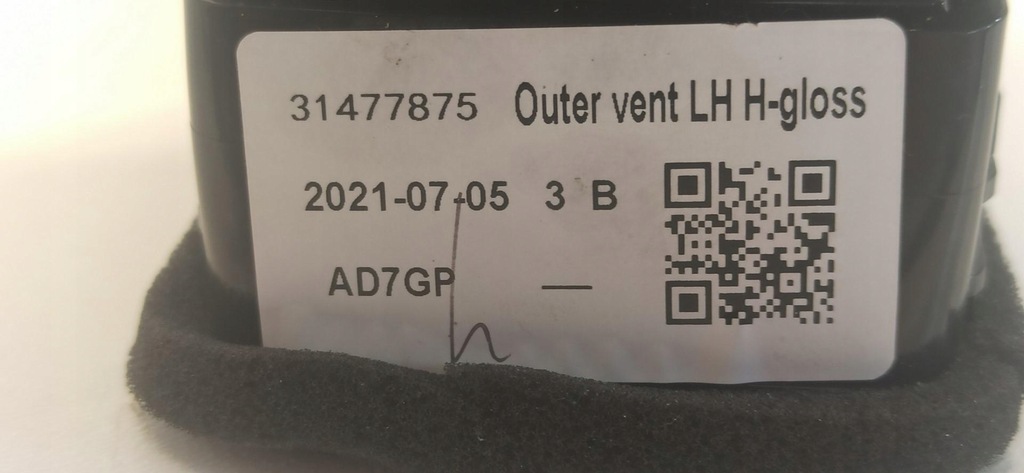 31477875 Outer vent LH H-gloss
2021-07-05 3 B
AD7GP —